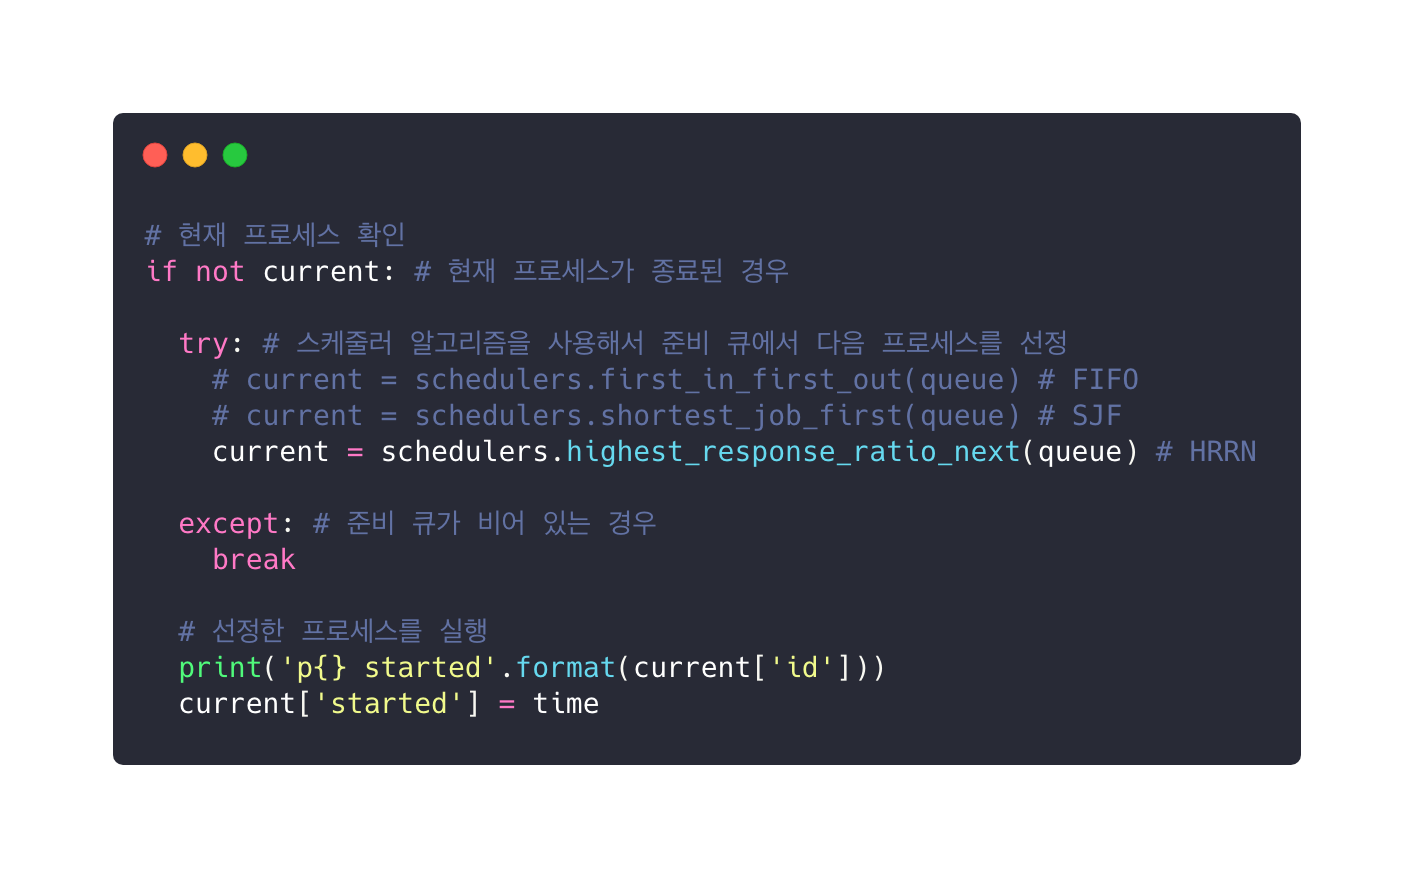 # 현재 프로세스 확인
if not current: # 현재 프로세스가 종료된 경우
try: # 스케줄러 알고리즘을 사용해서 준비 큐에서 다음 프로세스를 선정
# current = schedulers.first_in_first_out(queue) # FIFO
# current = schedulers.shortest_job_first(queue) # SJF
current = schedulers.highest_response_ratio_next(queue) # HRRN
except: # 준비 큐가 비어 있는 경우
break
# 선정한 프로세스를 실행
print('p{} started'.format(current['id']))
current['started'] = time